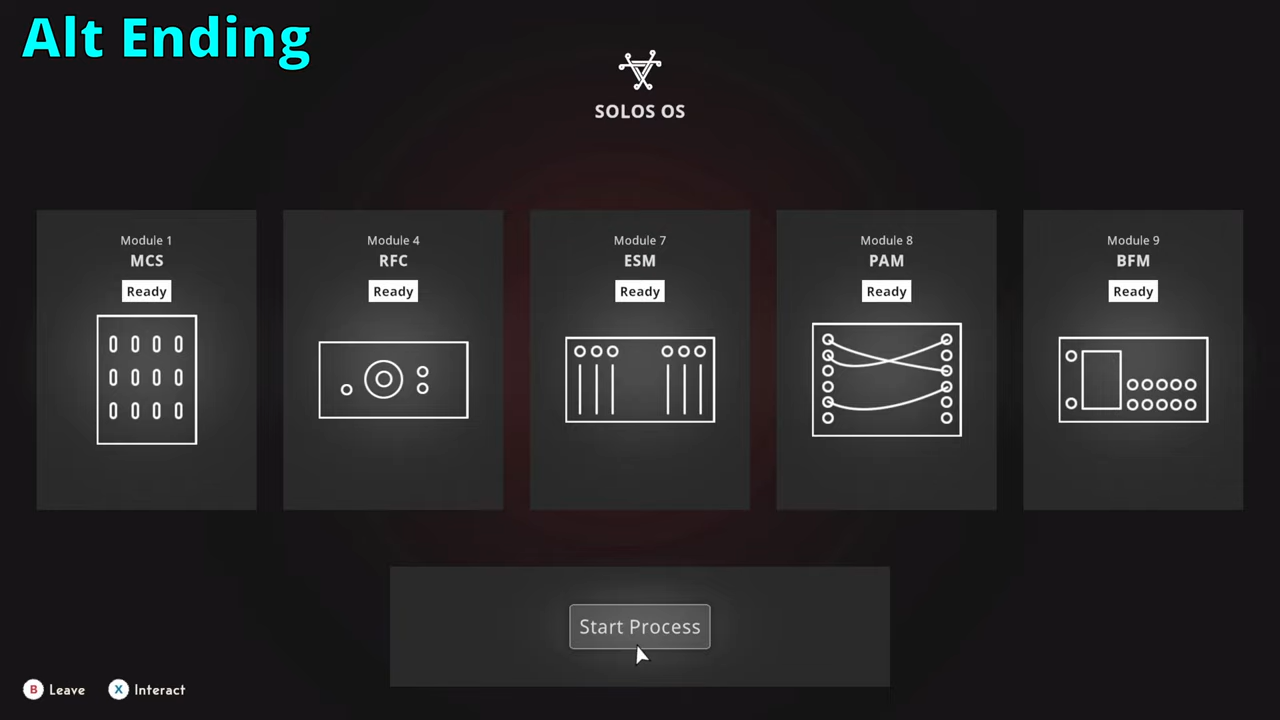 Alt Ending
SOLOS OS
Module 1
MCS
Ready
Module 4
RFC
Ready
Module 7
ESM
Ready
Module 8
PAM
Ready
Module 9
BFM
Ready
Start Process
B Leave X Interact